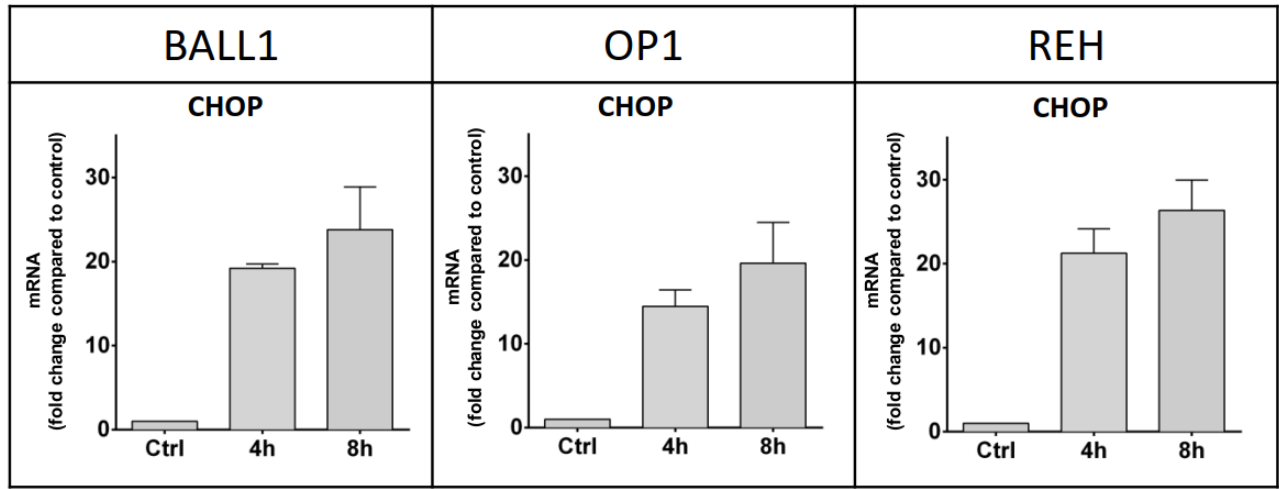 BALL1
OP1
REH
CHOP
mRNA
(fold change compared to control)
30
20
10
0
Ctrl 4h 8h
CHOP
mRNA
(fold change compared to control)
30
20
10
0
Ctrl 4h 8h
CHOP
mRNA
(fold change compared to control)
30
20
10
0
Ctrl 4h 8h